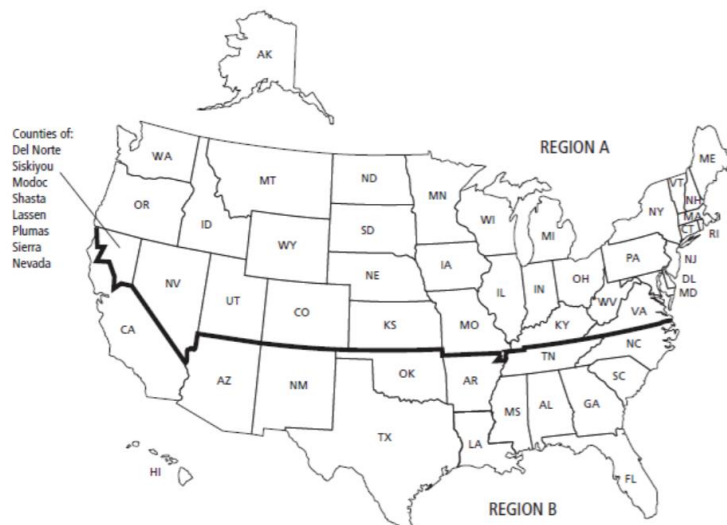 AK
Counties of:
Del Norte
Siskiyou
Modoc
Shasta
Lassen
Plumas
Sierra
Nevada
REGION A
WA
MT
ND
MN
ME
VT
NH
OR
ID
SD
WI
MI
NY
MA
CT
RI
WY
IA
PA
NJ
NE
OH
DL
MD
NV
UT
CO
IL
IN
WV
VA
CA
KS
MO
KY
NC
TN
AZ
NM
OK
AR
SC
MS
AL
GA
TX
LA
HI
FL
REGION B